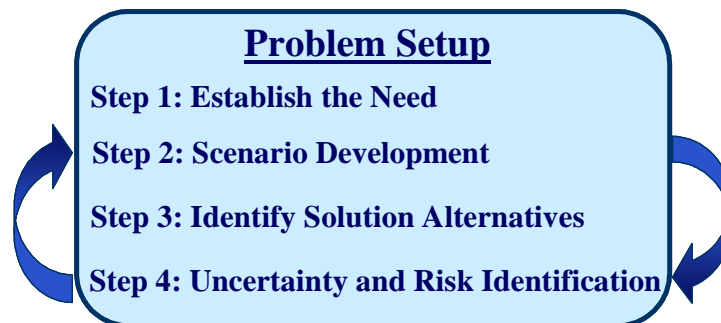 Problem Setup
Step 1: Establish the Need
Step 2: Scenario Development
Step 3: Identify Solution Alternatives
Step 4: Uncertainty and Risk Identification